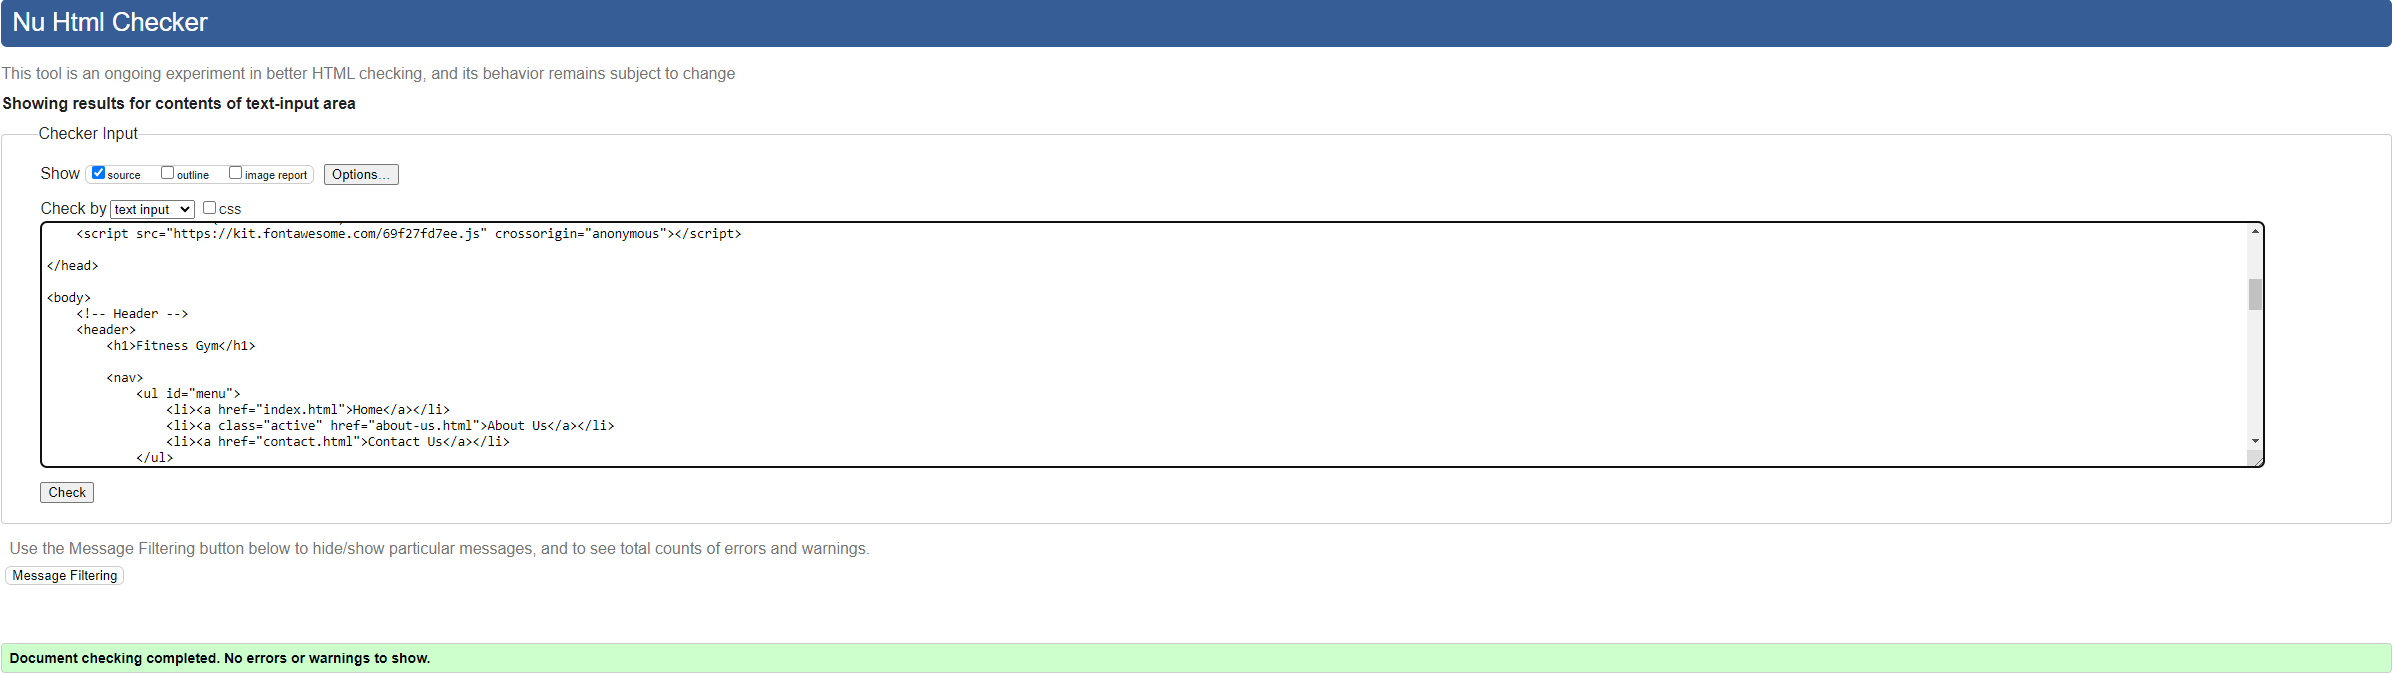 Nu Html Checker
This tool is an ongoing experiment in better HTML checking, and its behavior remains subject to change
Showing results for contents of text-input area
Checker Input
Show source outline image report Options...
Check by text input css
<script src="https://kit.fontawesome.com/69f27fd7ee.js" crossorigin="anonymous"></script>
</head>
<body>
<!-- Header -->
<header>
<h1>Fitness Gym</h1>
<nav>
<ul id="menu">
<li><a href="index.html">Home</a></li>
<li><a class="active" href="about-us.html">About Us</a></li>
<li><a href="contact.html">Contact Us</a></li>
</ul>
Check
Use the Message Filtering button below to hide/show particular messages, and to see total counts of errors and warnings.
Message Filtering
Document checking completed. No errors or warnings to show.